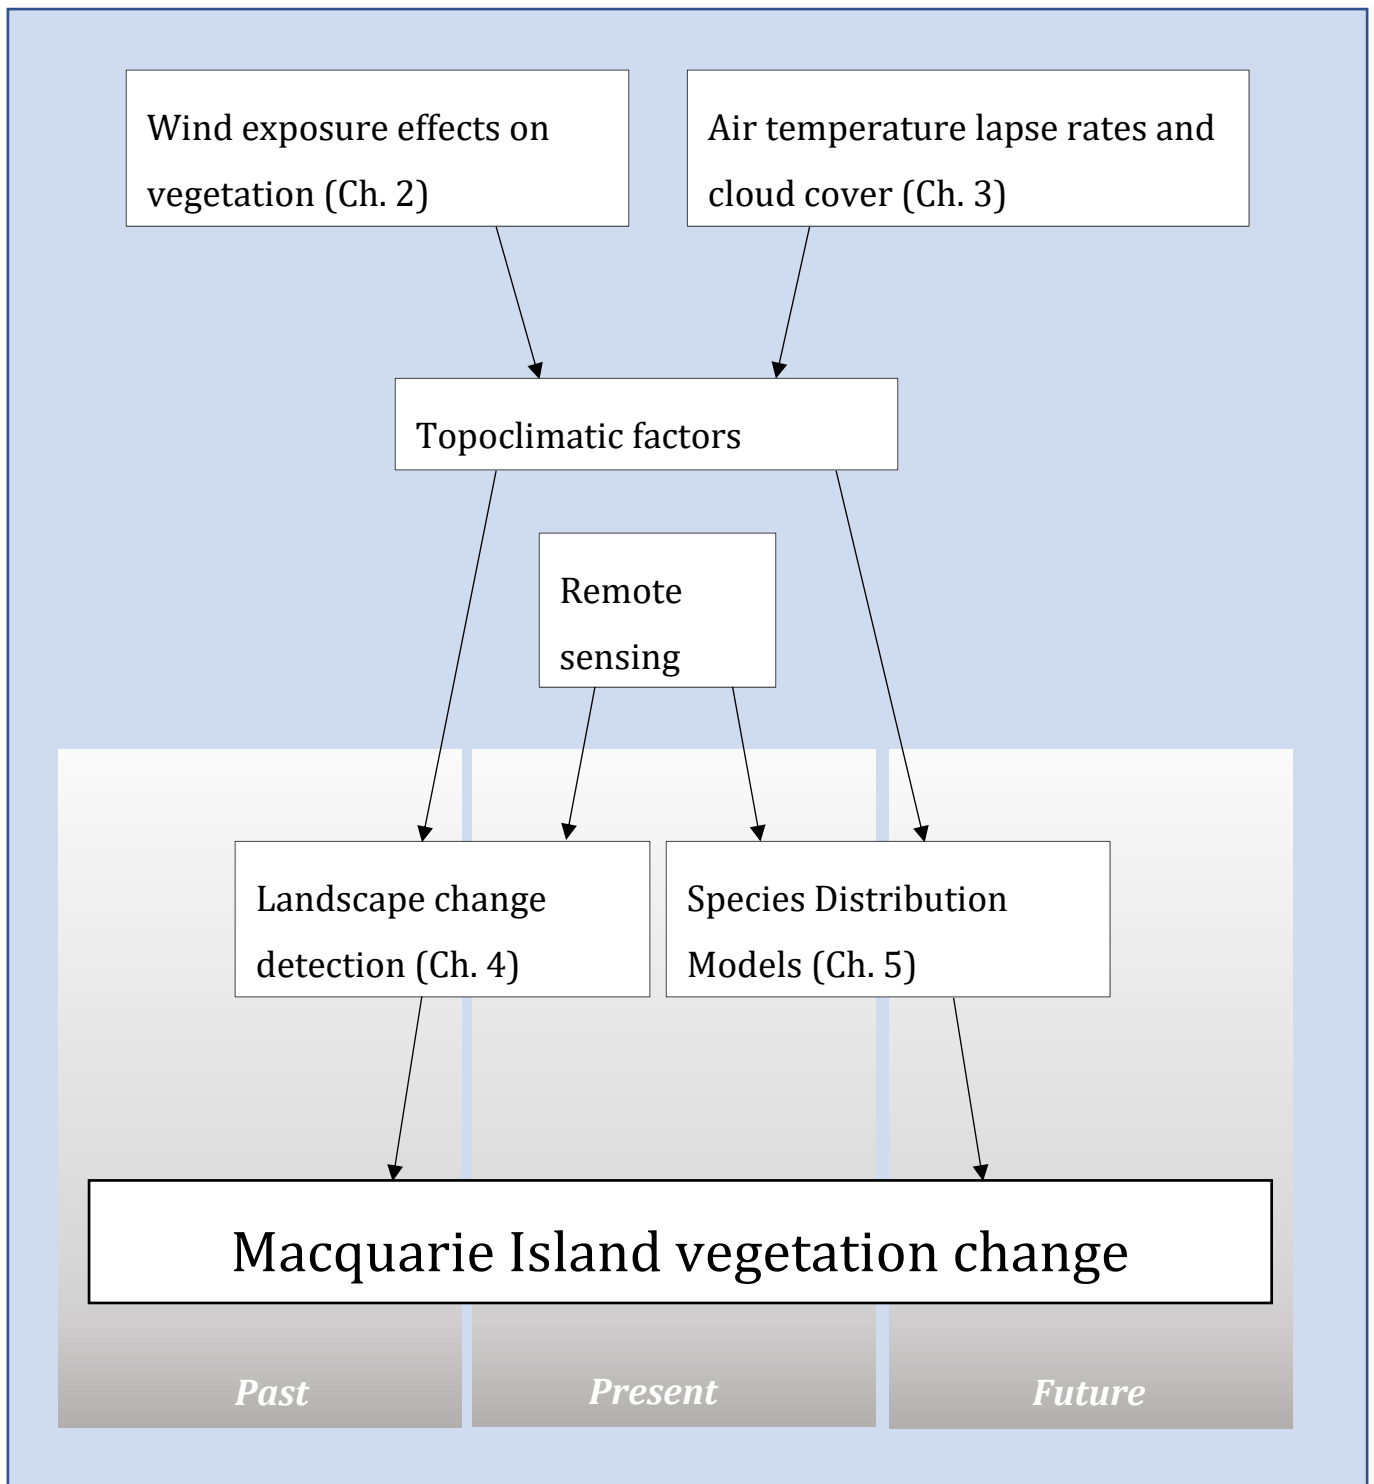 Wind exposure effects on
vegetation (Ch. 2)
Air temperature lapse rates and
cloud cover (Ch. 3)
Topoclimatic factors
Remote
sensing
Landscape change
detection (Ch. 4)
Species Distribution
Models (Ch. 5)
Macquarie Island vegetation change
Past
Present
Future